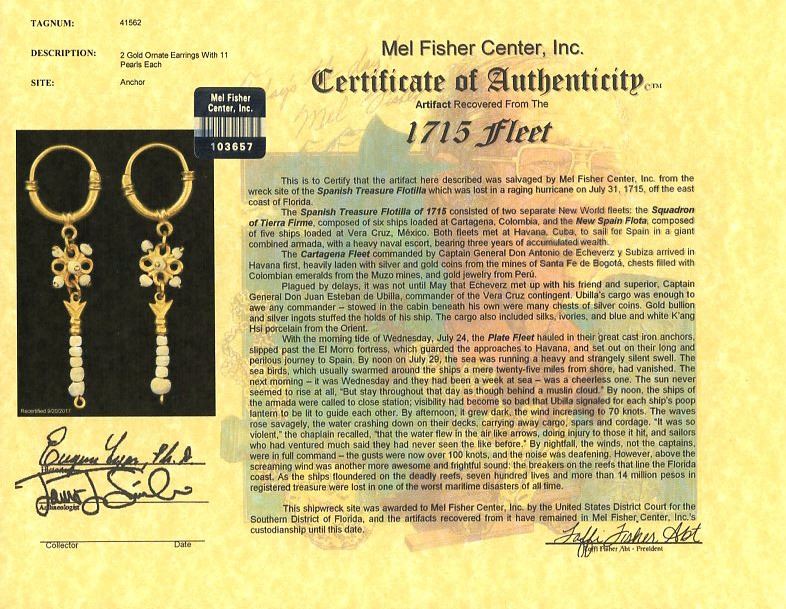 TAGNUM: 41562
DESCRIPTION: 2 Gold Ornate Earrings With 11
Pearls Each
SITE: Anchor
Mel Fisher
Center, Inc.
103657
Mel Fisher Center, Inc.
Certificate of Authenticity ©™
Artifact Recovered From The
1715 Fleet
This is to Certify that the artifact here described was salvaged by Mel Fisher Center, Inc. from the
wreck site of the Spanish Treasure Flotilla which was lost in a raging hurricane on July 31, 1715, off the east
coast of Florida.
The Spanish Treasure Flotilla of 1715 consisted of two separate New World fleets: the Squadron
of Tierra Firme, composed of six ships loaded at Cartagena, Colombia, and the New Spain Flota, composed
of five ships loaded at Vera Cruz, México. Both fleets met at Havana, Cuba, to sail for Spain in a giant
combined armada, with a heavy naval escort, bearing three years of accumulated wealth.
The Cartagena Fleet commanded by Captain General Don Antonio de Echeverz y Subiza arrived in
Havana first, heavily laden with silver and gold coins from the mines of Santa Fe de Bogotá, chests filled with
Colombian emeralds from the Muzo mines, and gold jewelry from Perú.
Plagued by delays, it was not until May that Echeverz met up with his friend and superior, Captain
General Don Juan Esteban de Ubilla, commander of the Vera Cruz contingent. Ubilla's cargo was enough to
awe any commander – stowed in the cabin beneath his own were many chests of silver coins. Gold bullion
and silver ingots stuffed the holds of his ship. The cargo also included silks, ivories, and blue and white K'ang
Hsi porcelain from the Orient.
With the morning tide of Wednesday, July 24, the Plate Fleet hauled in their great cast iron anchors,
slipped past the El Morro fortress, which guarded the approaches to Havana, and set out on their long and
perilous journey to Spain. By noon on July 29, the sea was running a heavy and strangely silent swell. The
sea birds, which usually swarmed around the ships a mere twenty-five miles from shore, had vanished. The
next morning – it was Wednesday and they had been a week at sea – was a cheerless one. The sun never
seemed to rise at all, "But stay throughout that day as though behind a muslin cloud." By noon, the ships of
the armada were called to close station; visibility had become so bad that Ubilla signaled for each ship's poop
lantern to be lit to guide each other. By afternoon, it grew dark, the wind increasing to 70 knots. The waves
rose savagely, the water crashing down on their decks, carrying away cargo, spars and cordage. "It was so
violent," the chaplain recalled, "that the water flew in the air like arrows, doing injury to those it hit, and sailors
who had ventured much said they had never seen the like before." By nightfall, the winds, not the captains,
were in full command – the gusts were now over 100 knots, and the noise was deafening. However, above the
screaming wind was another more awesome and frightful sound: the breakers on the reefs that line the Florida
coast. As the ships floundered on the deadly reefs, seven hundred lives and more than 14 million pesos in
registered treasure were lost in one of the worst maritime disasters of all time.
This shipwreck site was awarded to Mel Fisher Center, Inc. by the United States District Court for the
Southern District of Florida, and the artifacts recovered from it have remained in Mel Fisher Center, Inc.'s
custodianship until this date.
Recertified 9/20/2017
Eugene Lyon, Ph.D
Archaeologist
Collector Date
Taffi Fisher Abt
Taffi Fisher Abt - President